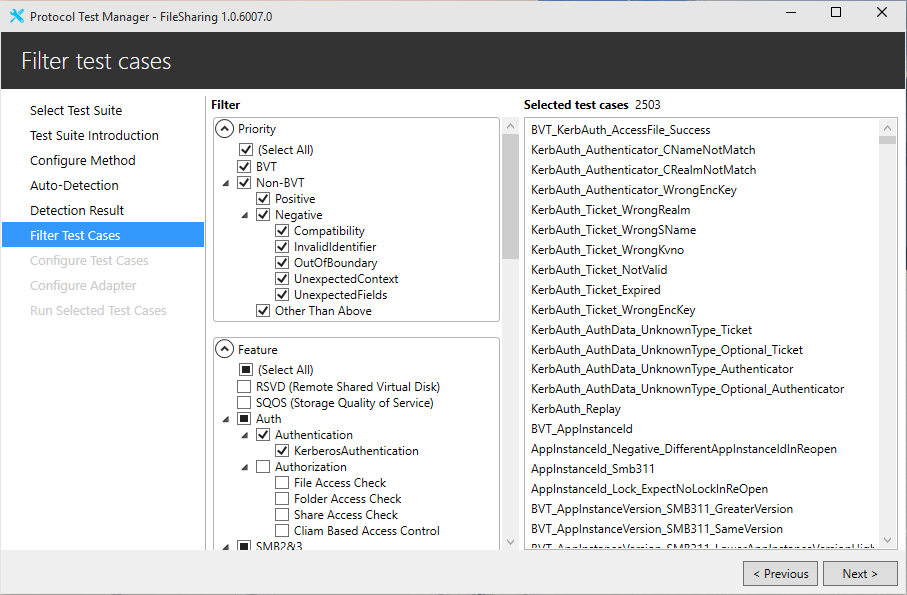 Protocol Test Manager - FileSharing 1.0.6007.0
Filter test cases
Select Test Suite
Test Suite Introduction
Configure Method
Auto-Detection
Detection Result
Filter Test Cases
Configure Test Cases
Configure Adapter
Run Selected Test Cases
Filter
Priority
(Select All)
BVT
Non-BVT
Positive
Negative
Compatibility
InvalidIdentifier
OutOfBoundary
UnexpectedContext
UnexpectedFields
Other Than Above
Feature
(Select All)
RSVD (Remote Shared Virtual Disk)
SQOS (Storage Quality of Service)
Auth
Authentication
KerberosAuthentication
Authorization
File Access Check
Folder Access Check
Share Access Check
Cliam Based Access Control
SMB2&3
Selected test cases 2503
BVT_KerbAuth_AccessFile_Success
KerbAuth_Authenticator_CNameNotMatch
KerbAuth_Authenticator_CRealmNotMatch
KerbAuth_Authenticator_WrongEncKey
KerbAuth_Ticket_WrongRealm
KerbAuth_Ticket_WrongSName
KerbAuth_Ticket_WrongKvno
KerbAuth_Ticket_NotValid
KerbAuth_Ticket_Expired
KerbAuth_Ticket_WrongEncKey
KerbAuth_AuthData_UnknownType_Ticket
KerbAuth_AuthData_UnknownType_Optional_Ticket
KerbAuth_AuthData_UnknownType_Authenticator
KerbAuth_AuthData_UnknownType_Optional_Authenticator
KerbAuth_Replay
BVT_AppInstanceId
AppInstanceId_Negative_DifferentAppInstanceIdInReopen
AppInstanceId_Smb311
AppInstanceId_Lock_ExpectNoLockInReOpen
BVT_AppInstanceVersion_SMB311_GreaterVersion
BVT_AppInstanceVersion_SMB311_SameVersion
BVT_AppInstanceVersion_SMB311_LowerAppInstanceVersionHigh
< Previous
Next >